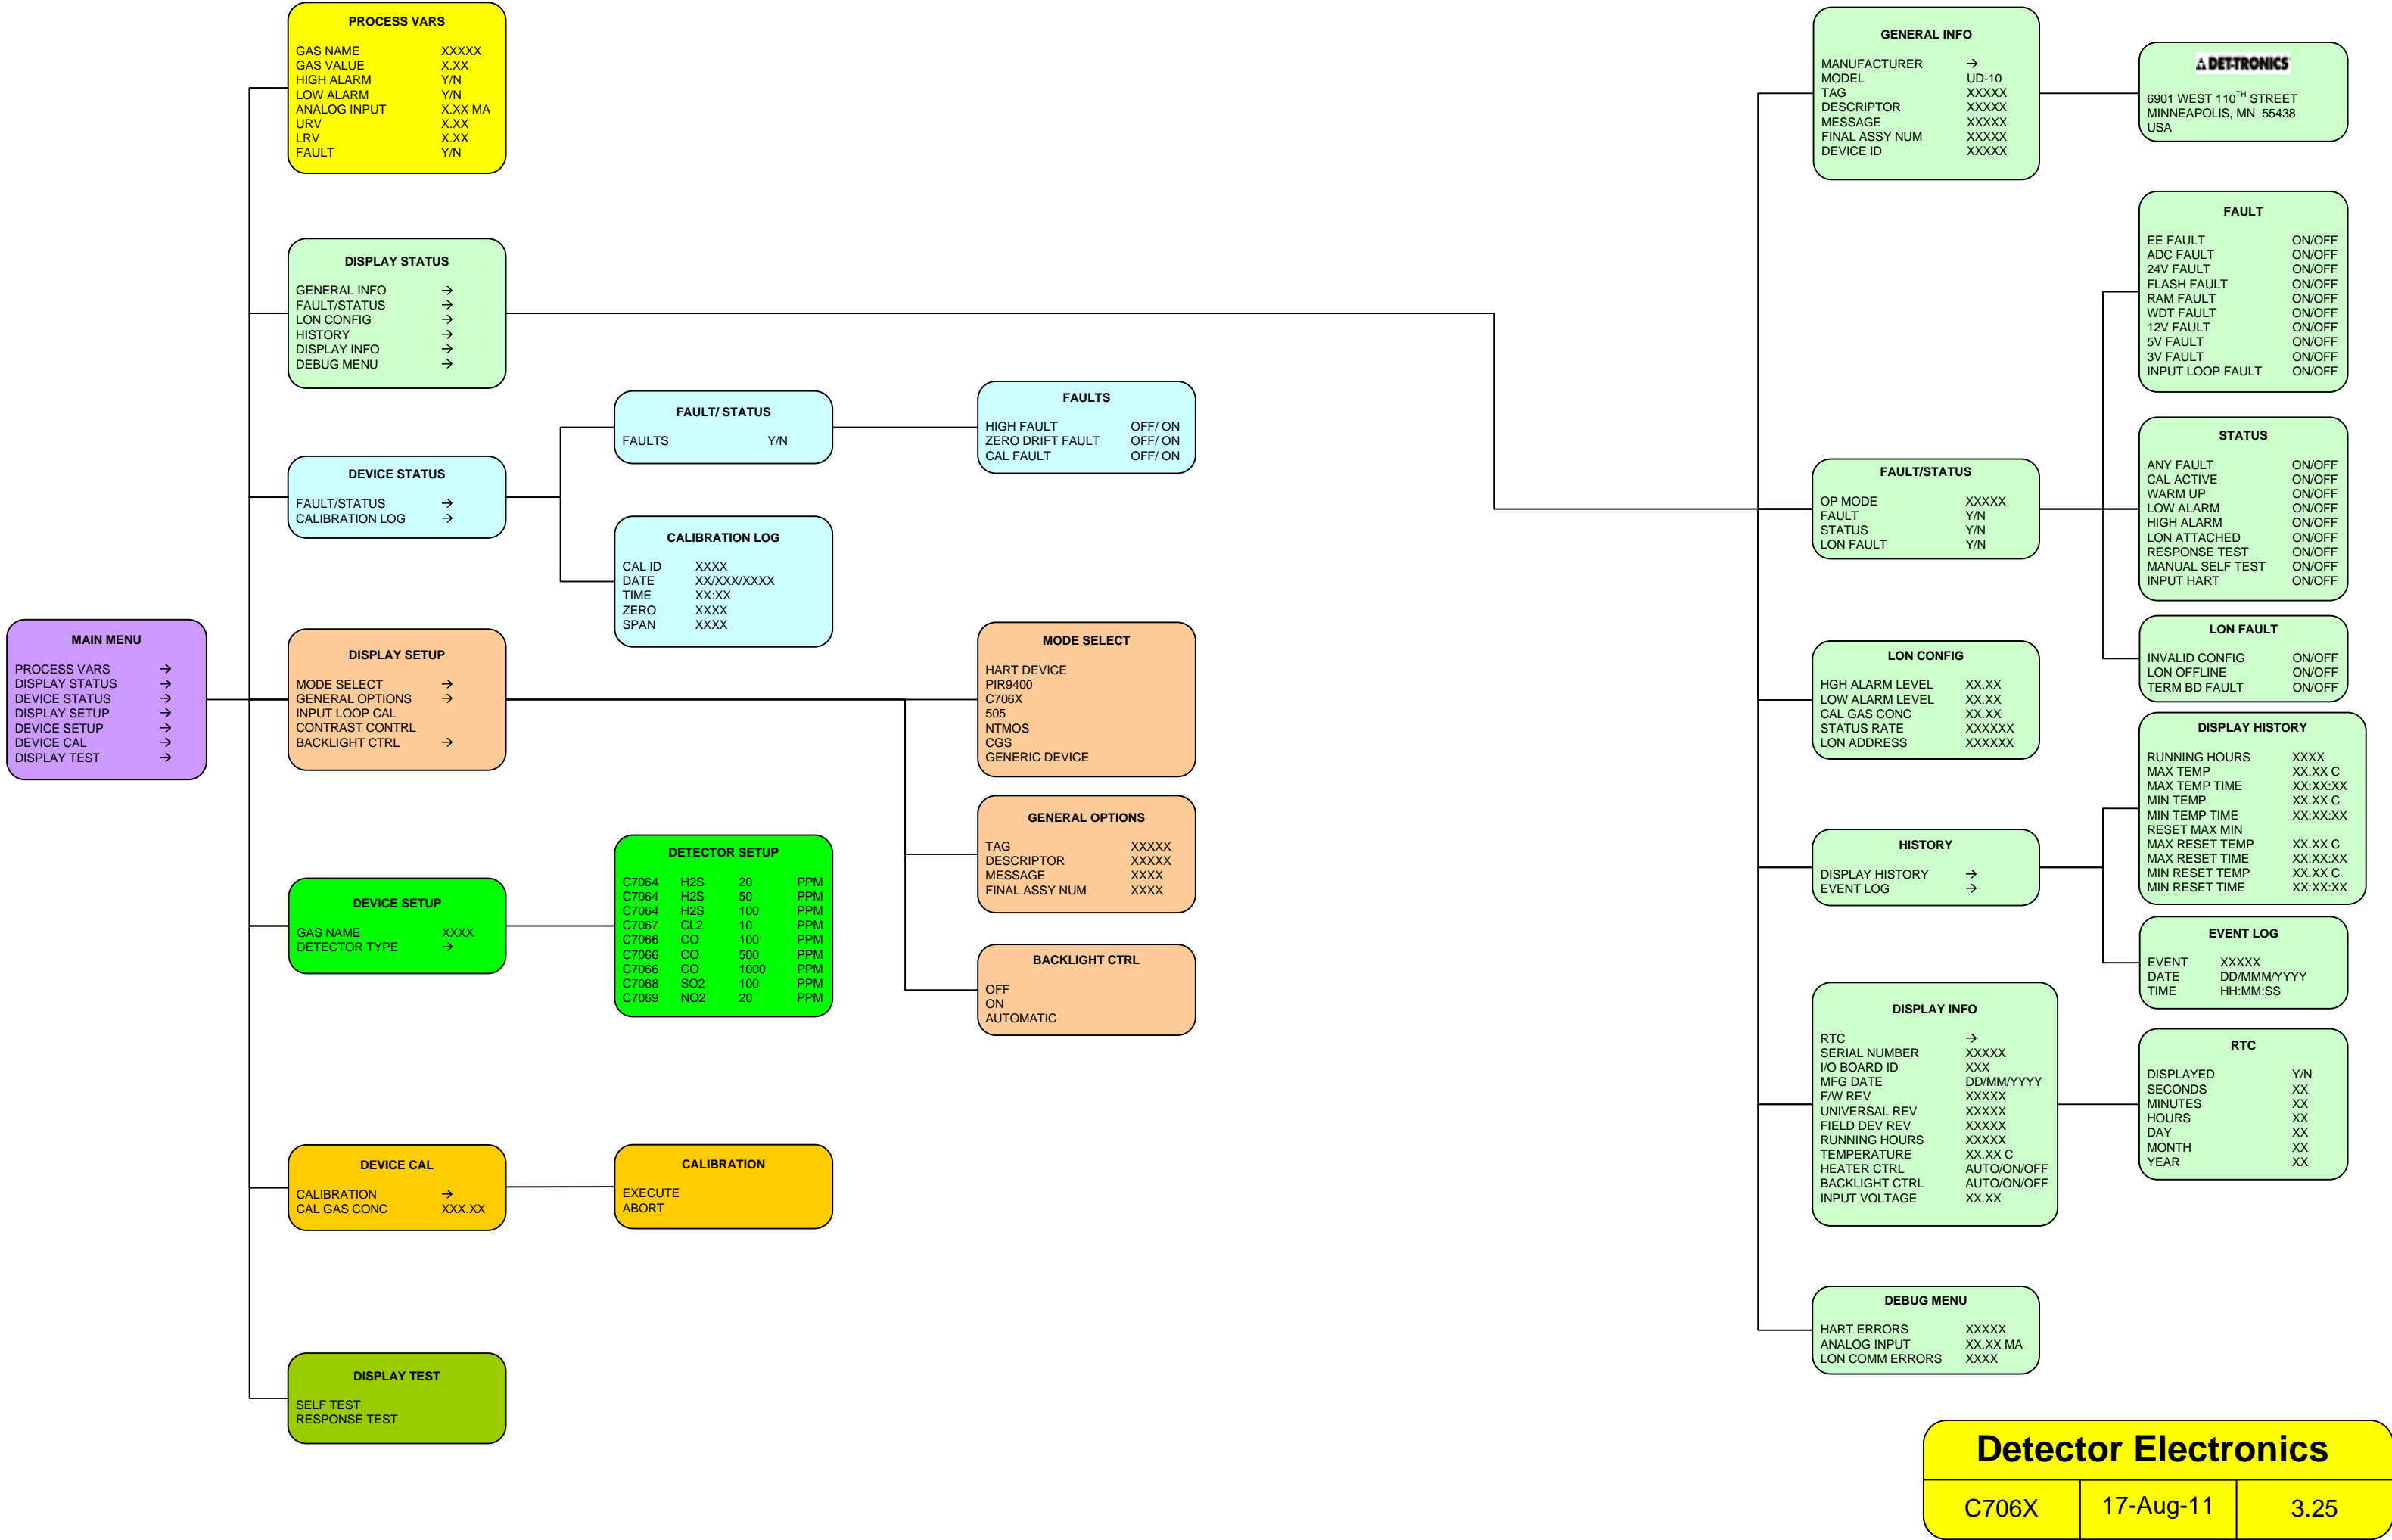 MAIN MENU
PROCESS VARS →
DISPLAY STATUS →
DEVICE STATUS →
DISPLAY SETUP →
DEVICE SETUP →
DEVICE CAL →
DISPLAY TEST →
PROCESS VARS
GAS NAME XXXXX
GAS VALUE X.XX
HIGH ALARM Y/N
LOW ALARM Y/N
ANALOG INPUT X.XX MA
URV X.XX
LRV X.XX
FAULT Y/N
DISPLAY STATUS
GENERAL INFO →
FAULT/STATUS →
LON CONFIG →
HISTORY →
DISPLAY INFO →
DEBUG MENU →
DEVICE STATUS
FAULT/STATUS →
CALIBRATION LOG →
FAULT/ STATUS
FAULTS Y/N
FAULTS
HIGH FAULT OFF/ ON
ZERO DRIFT FAULT OFF/ ON
CAL FAULT OFF/ ON
CALIBRATION LOG
CAL ID XXXX
DATE XX/XXX/XXXX
TIME XX:XX
ZERO XXXX
SPAN XXXX
DISPLAY SETUP
MODE SELECT →
GENERAL OPTIONS →
INPUT LOOP CAL
CONTRAST CONTRL
BACKLIGHT CTRL →
MODE SELECT
HART DEVICE
PIR9400
C706X
505
NTMOS
CGS
GENERIC DEVICE
GENERAL OPTIONS
TAG XXXXX
DESCRIPTOR XXXXX
MESSAGE XXXX
FINAL ASSY NUM XXXX
BACKLIGHT CTRL
OFF
ON
AUTOMATIC
DEVICE SETUP
GAS NAME XXXX
DETECTOR TYPE →
DETECTOR SETUP
C7064 H2S 20 PPM
C7064 H2S 50 PPM
C7064 H2S 100 PPM
C7067 CL2 10 PPM
C7066 CO 100 PPM
C7066 CO 500 PPM
C7066 CO 1000 PPM
C7068 SO2 100 PPM
C7069 NO2 20 PPM
DEVICE CAL
CALIBRATION →
CAL GAS CONC XXX.XX
CALIBRATION
EXECUTE
ABORT
DISPLAY TEST
SELF TEST
RESPONSE TEST
GENERAL INFO
MANUFACTURER →
MODEL UD-10
TAG XXXXX
DESCRIPTOR XXXXX
MESSAGE XXXXX
FINAL ASSY NUM XXXXX
DEVICE ID XXXXX
DET-TRONICS
6901 WEST 110TH STREET
MINNEAPOLIS, MN 55438
USA
FAULT/STATUS
OP MODE XXXXX
FAULT Y/N
STATUS Y/N
LON FAULT Y/N
FAULT
EE FAULT ON/OFF
ADC FAULT ON/OFF
24V FAULT ON/OFF
FLASH FAULT ON/OFF
RAM FAULT ON/OFF
WDT FAULT ON/OFF
12V FAULT ON/OFF
5V FAULT ON/OFF
3V FAULT ON/OFF
INPUT LOOP FAULT ON/OFF
STATUS
ANY FAULT ON/OFF
CAL ACTIVE ON/OFF
WARM UP ON/OFF
LOW ALARM ON/OFF
HIGH ALARM ON/OFF
LON ATTACHED ON/OFF
RESPONSE TEST ON/OFF
MANUAL SELF TEST ON/OFF
INPUT HART ON/OFF
LON FAULT
INVALID CONFIG ON/OFF
LON OFFLINE ON/OFF
TERM BD FAULT ON/OFF
LON CONFIG
HGH ALARM LEVEL XX.XX
LOW ALARM LEVEL XX.XX
CAL GAS CONC XX.XX
STATUS RATE XXXXXX
LON ADDRESS XXXXXX
HISTORY
DISPLAY HISTORY →
EVENT LOG →
DISPLAY HISTORY
RUNNING HOURS XXXX
MAX TEMP XX.XX C
MAX TEMP TIME XX:XX:XX
MIN TEMP XX.XX C
MIN TEMP TIME XX:XX:XX
RESET MAX MIN
MAX RESET TEMP XX.XX C
MAX RESET TIME XX:XX:XX
MIN RESET TEMP XX.XX C
MIN RESET TIME XX:XX:XX
EVENT LOG
EVENT XXXXX
DATE DD/MMM/YYYY
TIME HH:MM:SS
DISPLAY INFO
RTC →
SERIAL NUMBER XXXXX
I/O BOARD ID XXX
MFG DATE DD/MM/YYYY
F/W REV XXXXX
UNIVERSAL REV XXXXX
FIELD DEV REV XXXXX
RUNNING HOURS XXXXX
TEMPERATURE XX.XX C
HEATER CTRL AUTO/ON/OFF
BACKLIGHT CTRL AUTO/ON/OFF
INPUT VOLTAGE XX.XX
RTC
DISPLAYED Y/N
SECONDS XX
MINUTES XX
HOURS XX
DAY XX
MONTH XX
YEAR XX
DEBUG MENU
HART ERRORS XXXXX
ANALOG INPUT XX.XX MA
LON COMM ERRORS XXXX
Detector Electronics
C706X 17-Aug-11 3.25